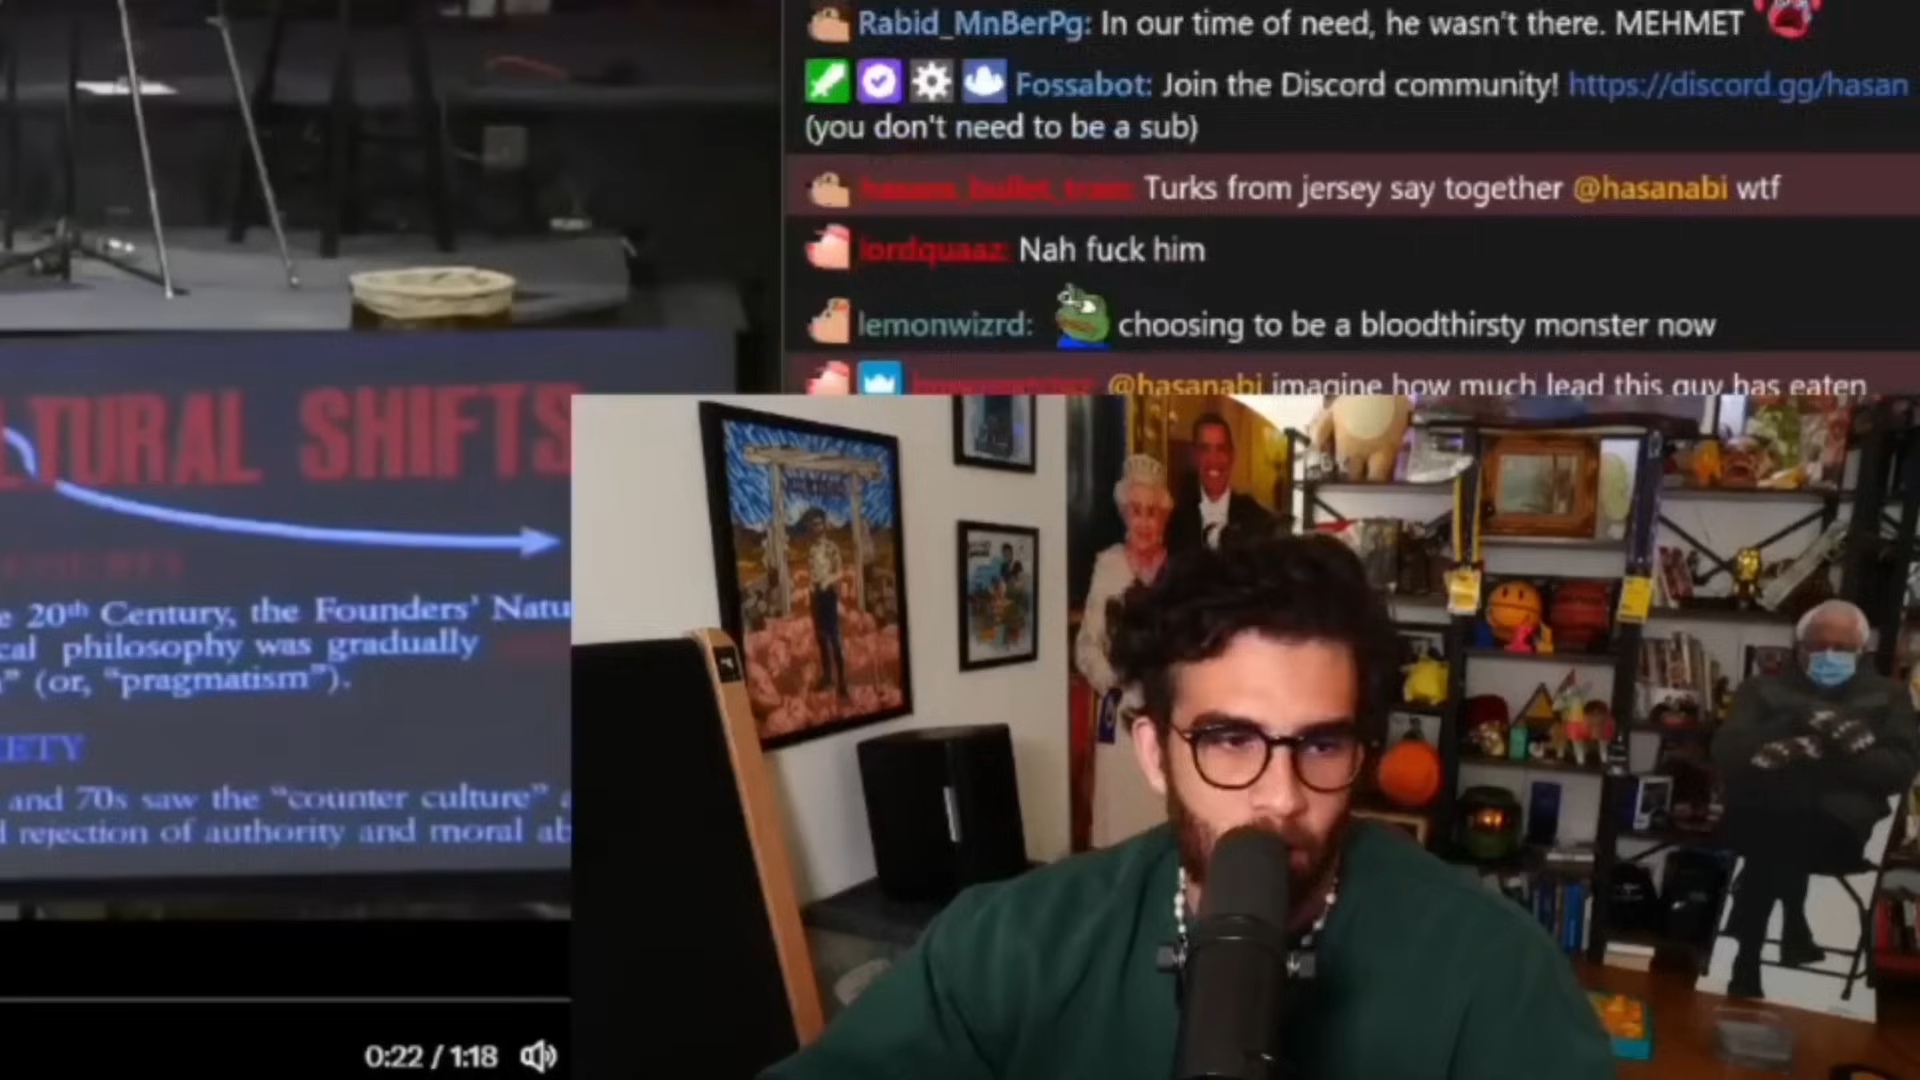 Rabid_MnBerPg: In our time of need, he wasn't there. MEHMET
Fossabot: Join the Discord community! https://discord.gg/hasan
(you don't need to be a sub)
hasans_bullet_train: Turks from jersey say together @hasanabi wtf
lordquaaz: Nah fuck him
lemonwizrd: choosing to be a bloodthirsty monster now
@hasanabi imagine how much lead this guy has eaten
LTURAL SHIFTS
e 20th Century, the Founders' Natu
cal philosophy was gradually
" (or, "pragmatism").
ETY
and 70s saw the "counter culture"
d rejection of authority and moral ab
0:22 / 1:18